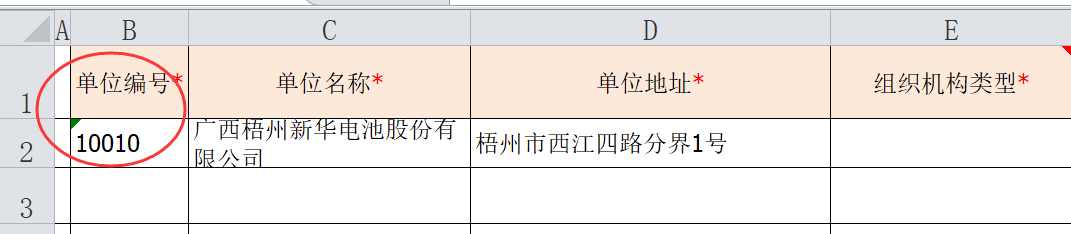 A B C D E
1 单位编号* 单位名称* 单位地址* 组织机构类型*
2 10010 广西梧州新华电池股份有 梧州市西江四路分界1号
限公司
3